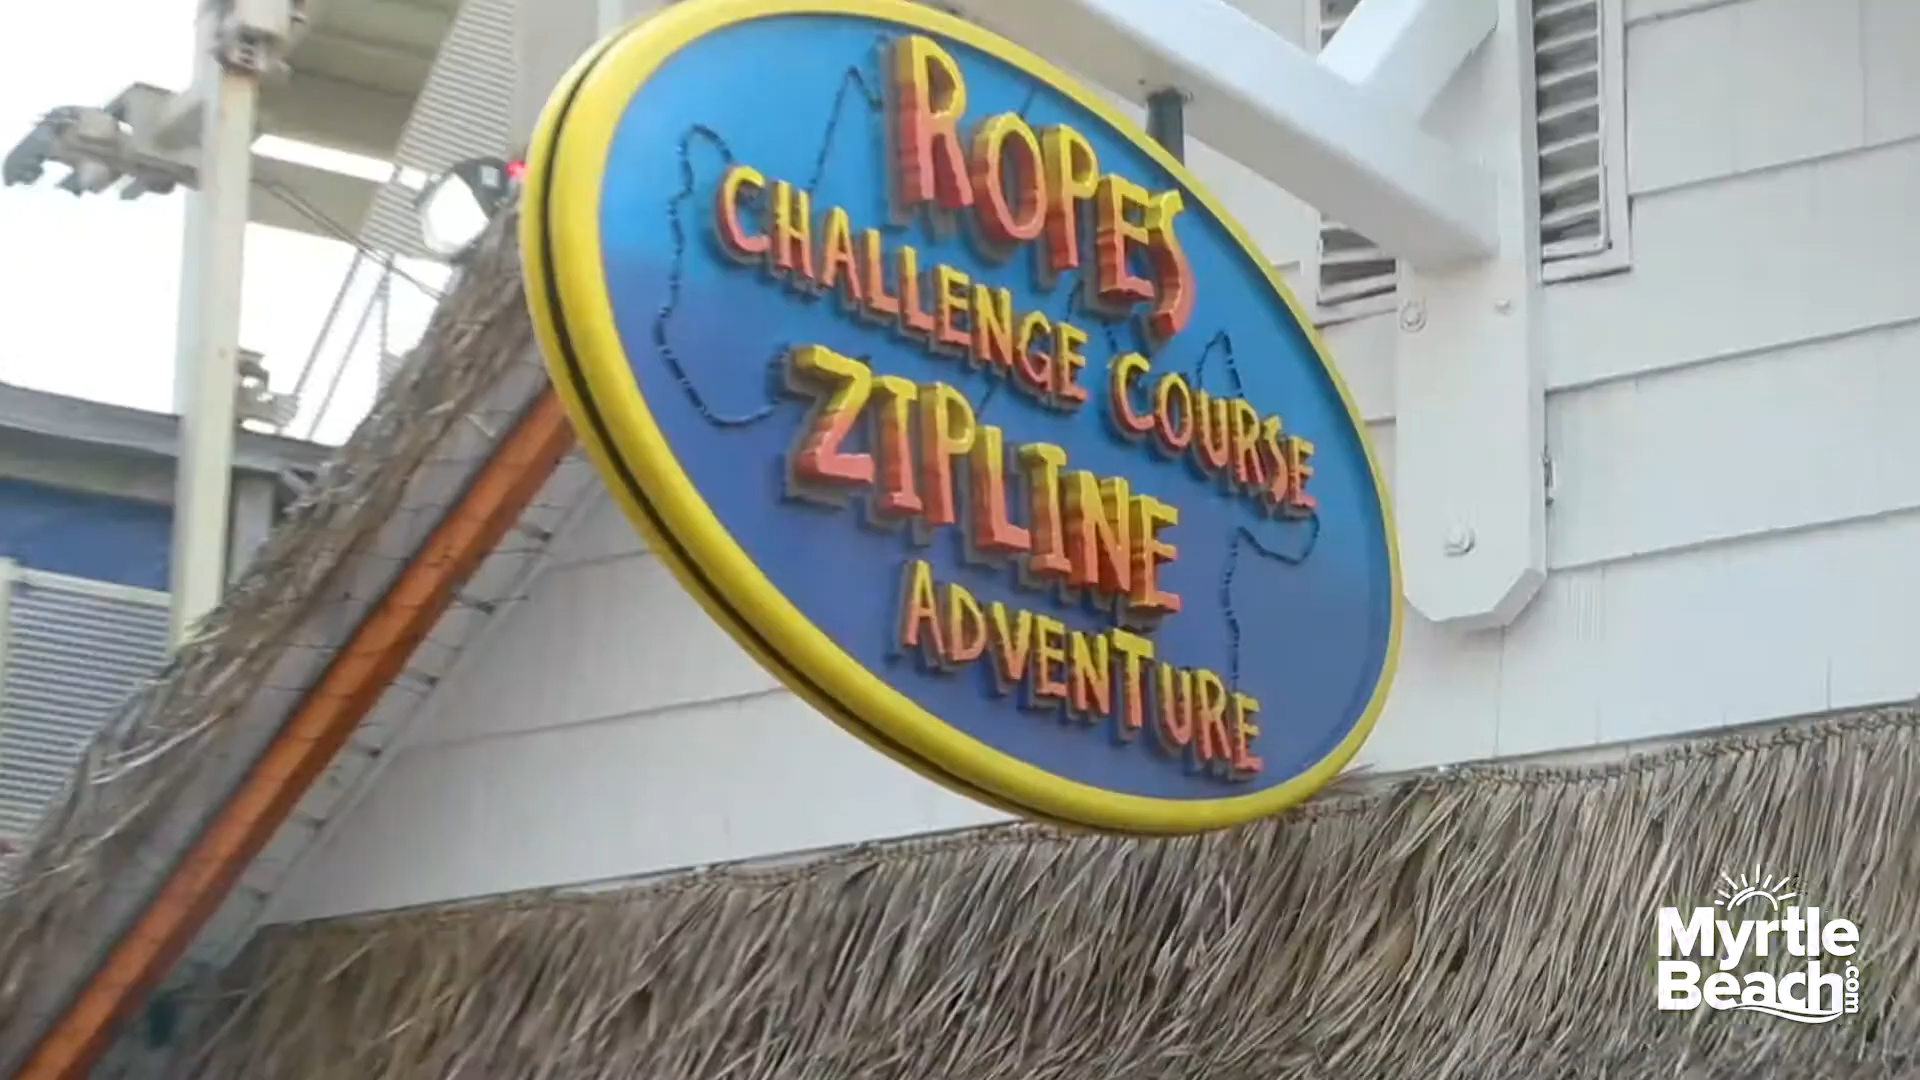 ROPES
CHALLENGE COURSE
ZIPLINE
ADVENTURE
Myrtle
Beach.com